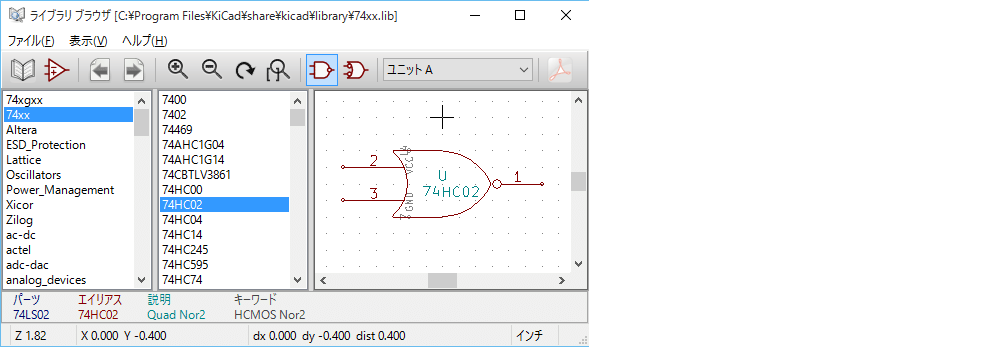 ライブラリ ブラウザ [C:¥Program Files¥KiCad¥share¥kicad¥library¥74xx.lib]
ファイル(F) 表示(V) ヘルプ(H)
ユニット A
74xgxx
74xx
Altera
ESD_Protection
Lattice
Oscillators
Power_Management
Xicor
Zilog
ac-dc
actel
adc-dac
analog_devices
7400
7402
74469
74AHC1G04
74AHC1G14
74CBTLV3861
74HC00
74HC02
74HC04
74HC14
74HC245
74HC595
74HC74
14
VCC
2
U
1
74HC02
3
GND
7
パーツ エイリアス 説明 キーワード
74LS02 74HC02 Quad Nor2 HCMOS Nor2
Z 1.82 X 0.000 Y -0.400 dx 0.000 dy -0.400 dist 0.400 インチ